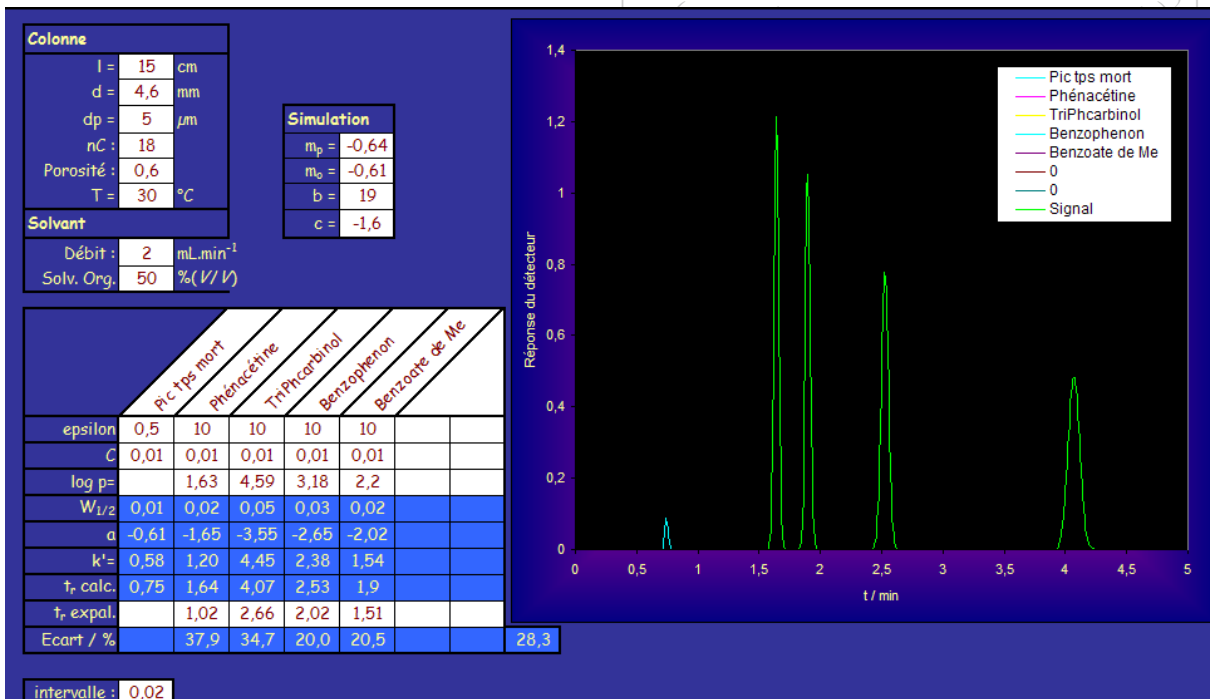 Colonne
l = 15 cm
d = 4,6 mm
dp = 5 µm
nC : 18
Porosité : 0,6
T = 30 °C
Solvant
Débit : 2 mL.min-1
Solv. Org. 50 %(V/V)
Simulation
mp = -0,64
mo = -0,61
b = 19
c = -1,6
Pic tps mort Phénacétine TriPhcarbinol Benzophenon Benzoate de Me
epsilon 0,5 10 10 10 10
C 0,01 0,01 0,01 0,01 0,01
log p= 1,63 4,59 3,18 2,2
W1/2 0,01 0,02 0,05 0,03 0,02
a -0,61 -1,65 -3,55 -2,65 -2,02
k'= 0,58 1,20 4,45 2,38 1,54
tr calc. 0,75 1,64 4,07 2,53 1,9
tr expal. 1,02 2,66 2,02 1,51
Ecart / % 37,9 34,7 20,0 20,5 28,3
intervalle : 0,02
Réponse du détecteur
1,4
1,2
1
0,8
0,6
0,4
0,2
0
0 0,5 1 1,5 2 2,5 3 3,5 4 4,5 5
t / min
Pic tps mort
Phénacétine
TriPhcarbinol
Benzophenon
Benzoate de Me
0
0
Signal